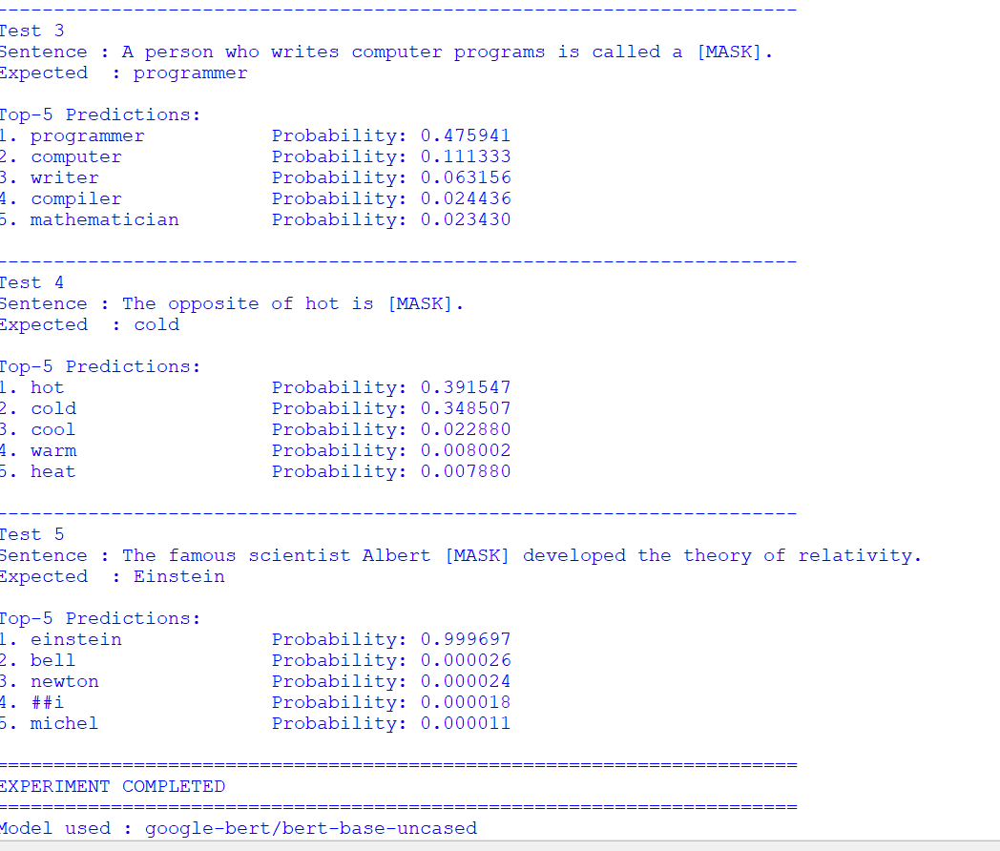 ----------------------------------------------------------------------
Test 3
Sentence : A person who writes computer programs is called a [MASK].
Expected  : programmer
Top-5 Predictions:
1. programmer           Probability: 0.475941
2. computer             Probability: 0.111333
3. writer               Probability: 0.063156
4. compiler             Probability: 0.024436
5. mathematician        Probability: 0.023430
----------------------------------------------------------------------
Test 4
Sentence : The opposite of hot is [MASK].
Expected  : cold
Top-5 Predictions:
1. hot                  Probability: 0.391547
2. cold                 Probability: 0.348507
3. cool                 Probability: 0.022880
4. warm                 Probability: 0.008002
5. heat                 Probability: 0.007880
----------------------------------------------------------------------
Test 5
Sentence : The famous scientist Albert [MASK] developed the theory of relativity.
Expected  : Einstein
Top-5 Predictions:
1. einstein             Probability: 0.999697
2. bell                 Probability: 0.000026
3. newton               Probability: 0.000024
4. ##i                  Probability: 0.000018
5. michel               Probability: 0.000011
======================================================================
EXPERIMENT COMPLETED
======================================================================
Model used : google-bert/bert-base-uncased